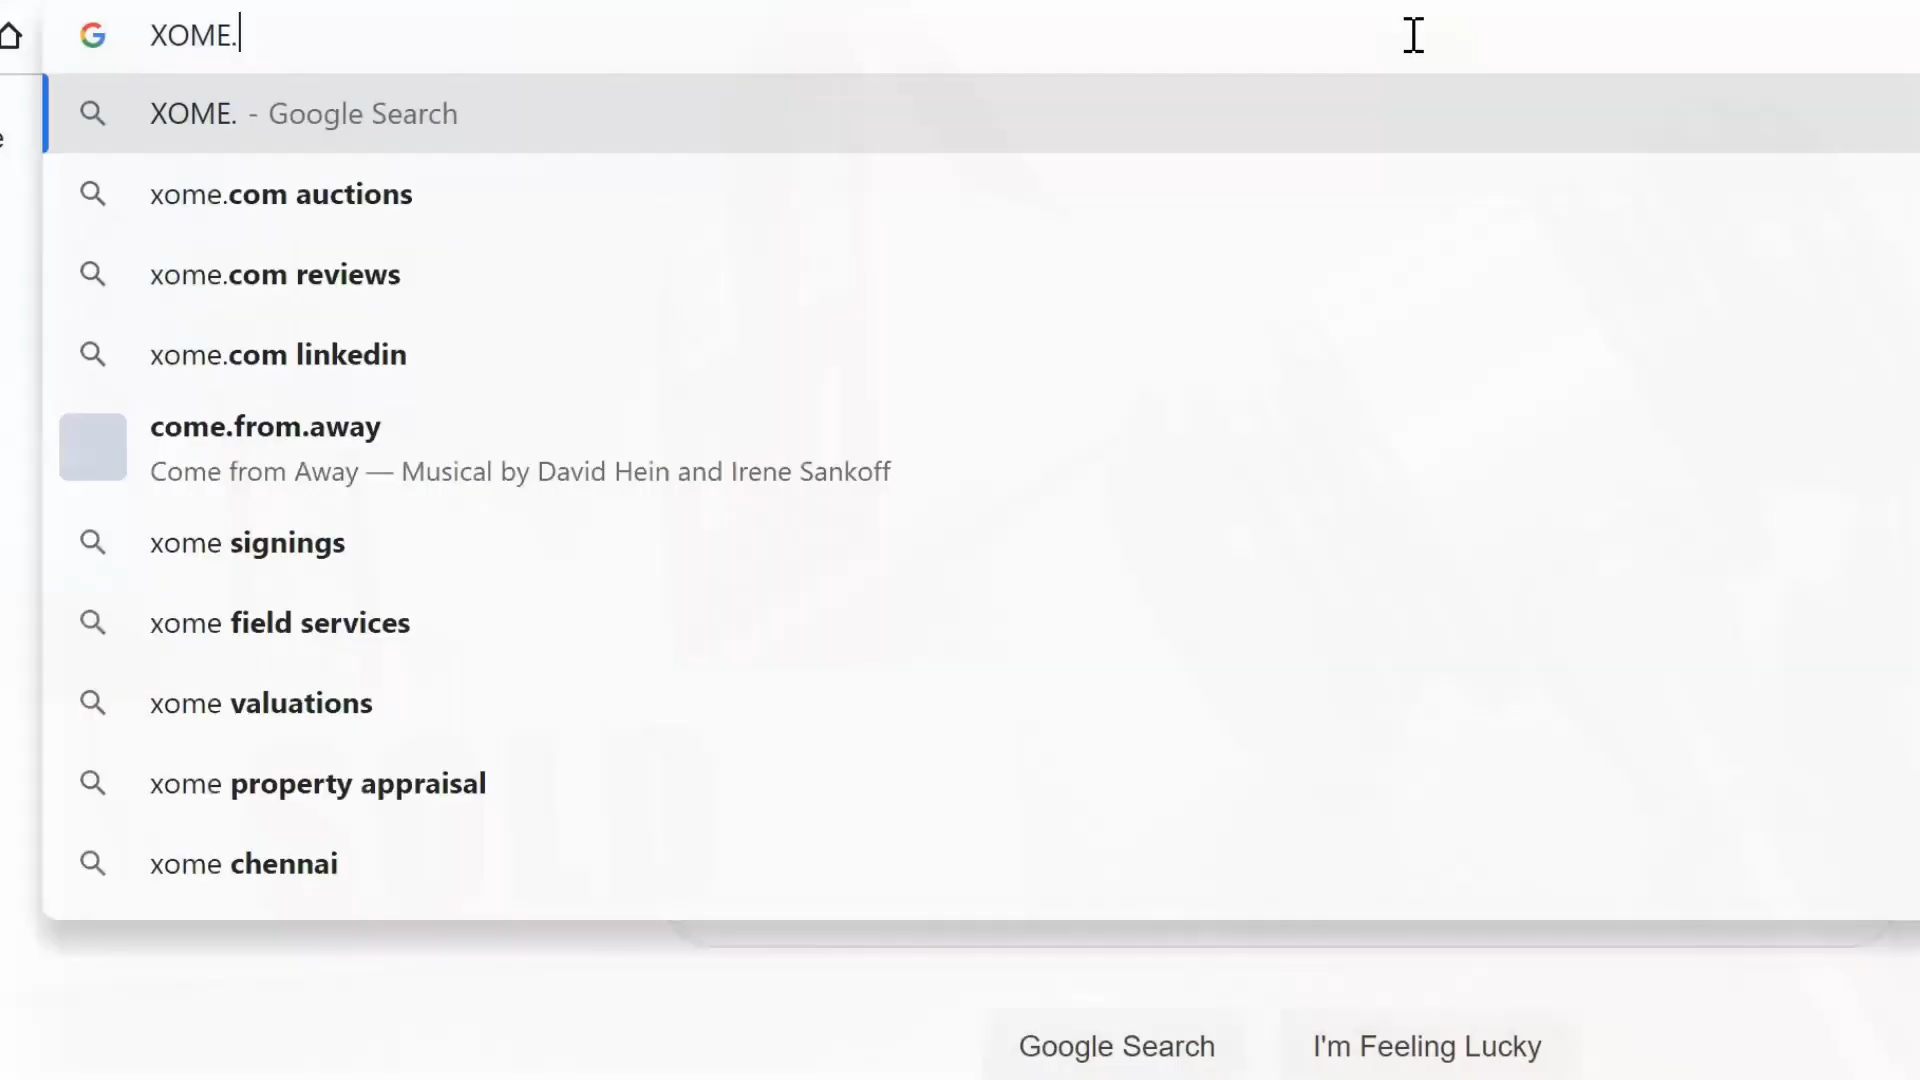 XOME.
XOME. - Google Search
xome.com auctions
xome.com reviews
xome.com linkedin
come.from.away
Come from Away — Musical by David Hein and Irene Sankoff
xome signings
xome field services
xome valuations
xome property appraisal
xome chennai
Google Search
I'm Feeling Lucky